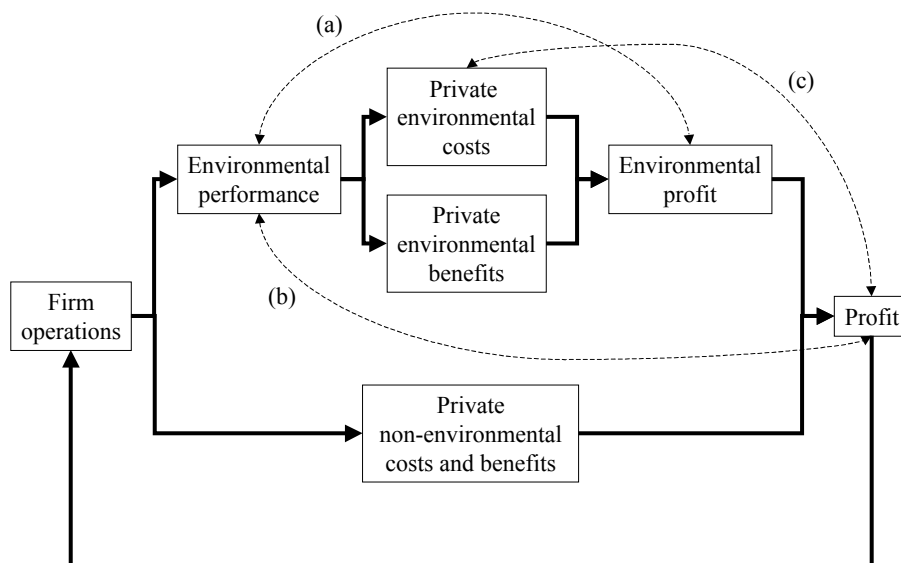 (a)
(c)
Private
environmental
costs
Environmental
performance
Environmental
profit
Private
environmental
benefits
(b)
Firm
operations
Profit
Private
non-environmental
costs and benefits